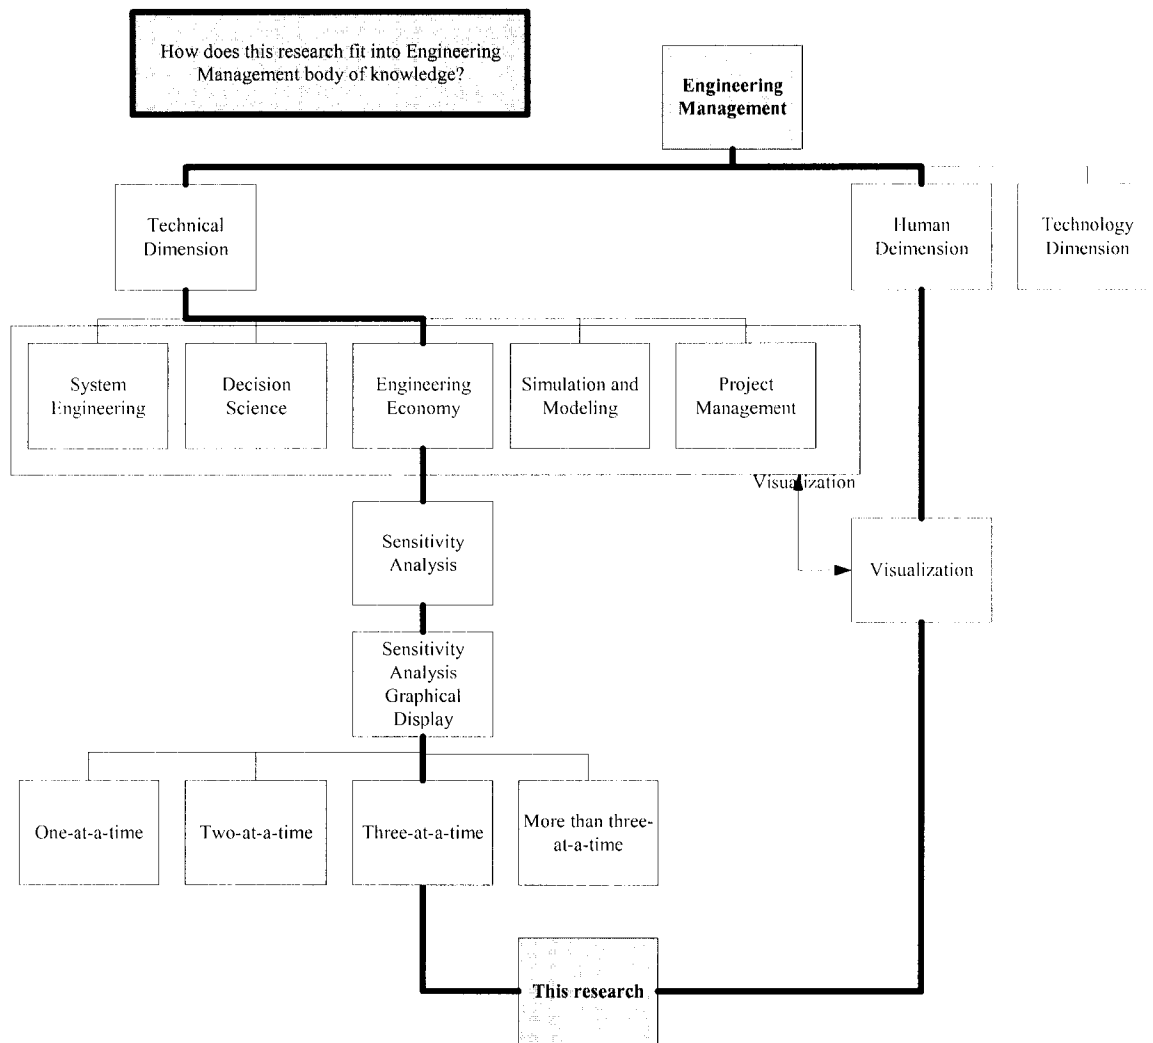 How does this research fit into Engineering
Management body of knowledge?
Engineering
Management
Technical
Dimension
Human
Deimension
Technology
Dimension
System
Engineering
Decision
Science
Engineering
Economy
Simulation and
Modeling
Project
Management
Visualization
Sensitivity
Analysis
Visualization
Sensitivity
Analysis
Graphical
Display
One-at-a-time
Two-at-a-time
Three-at-a-time
More than three-
at-a-time
This research